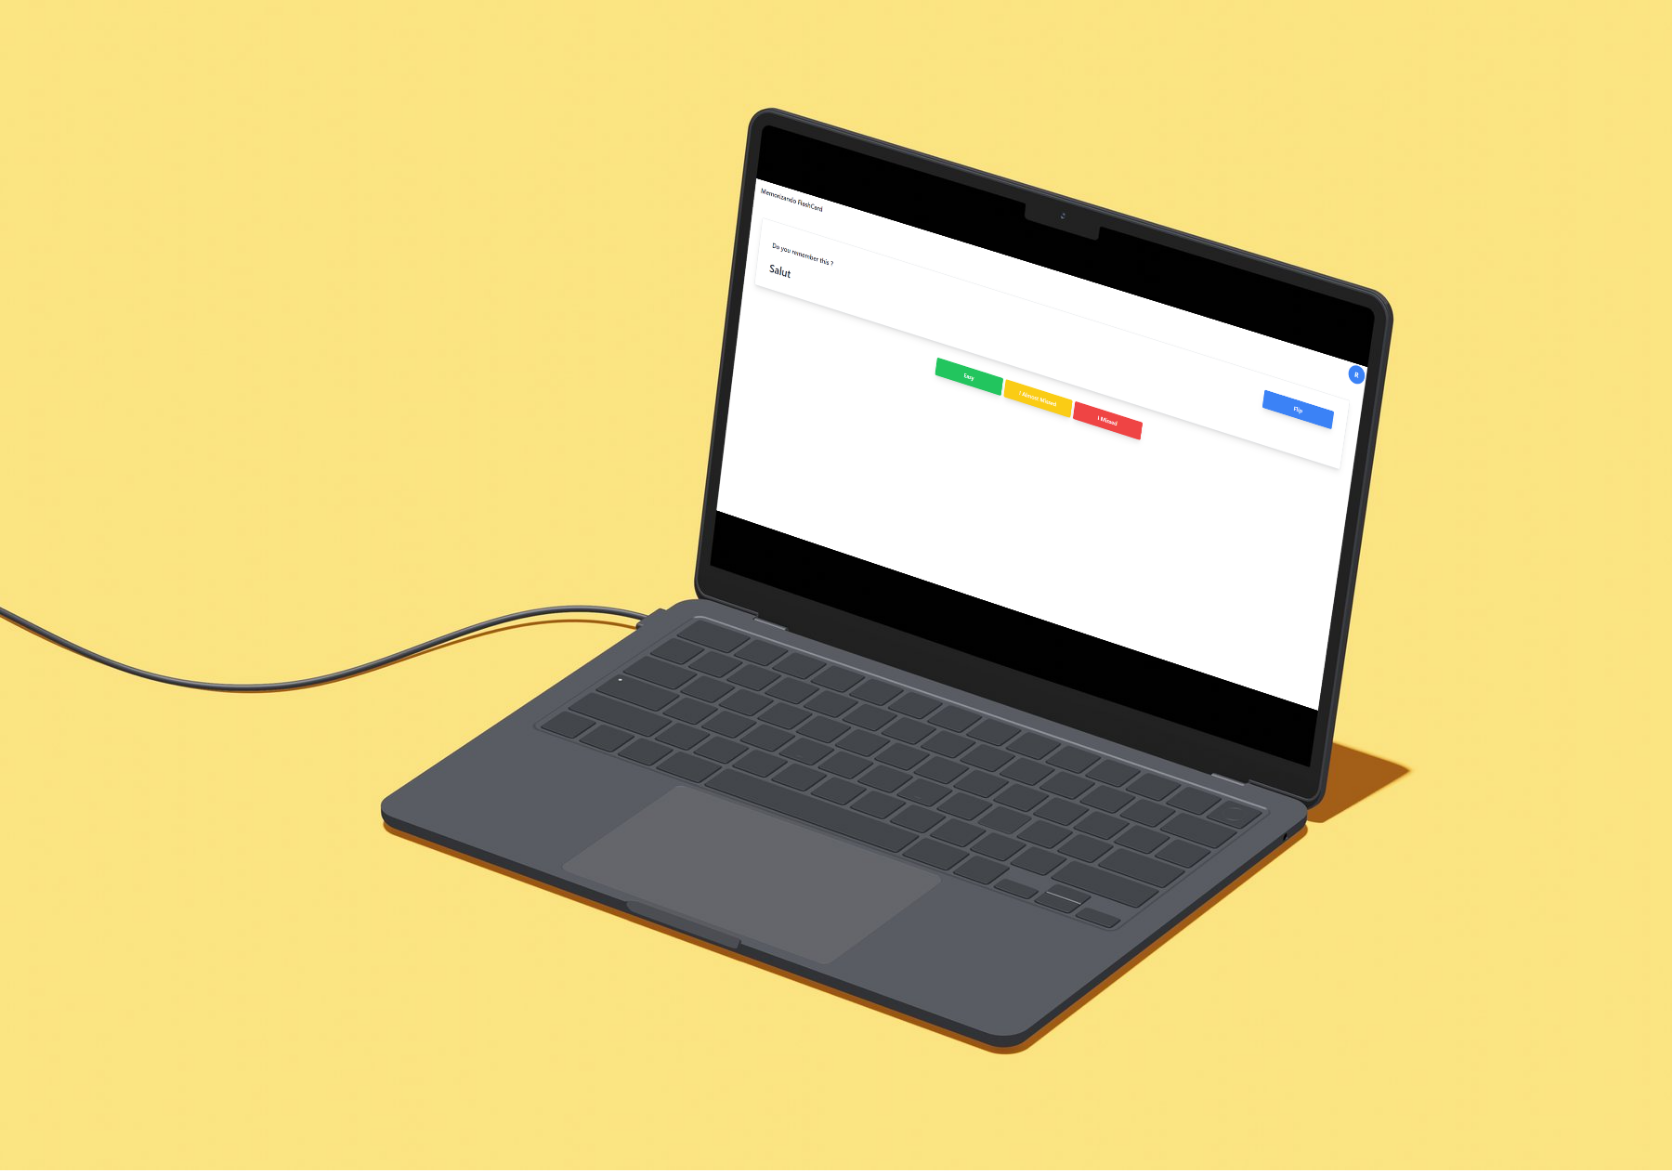 Memorizando FlashCard
Do you remember this ?
Salut
Flip
Easy
I Almost Missed
I Missed